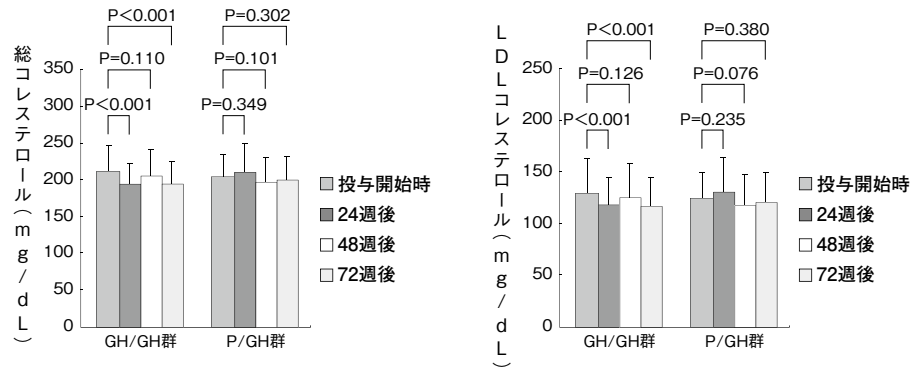 P<0.001
P=0.302
P=0.110
P=0.101
P<0.001
P=0.349
総コレステロール(mg/dL)
350
300
250
200
150
100
50
0
GH/GH群
P/GH群
投与開始時
24週後
48週後
72週後
P<0.001
P=0.380
P=0.126
P=0.076
P<0.001
P=0.235
LDLコレステロール(mg/dL)
250
200
150
100
50
0
GH/GH群
P/GH群
投与開始時
24週後
48週後
72週後